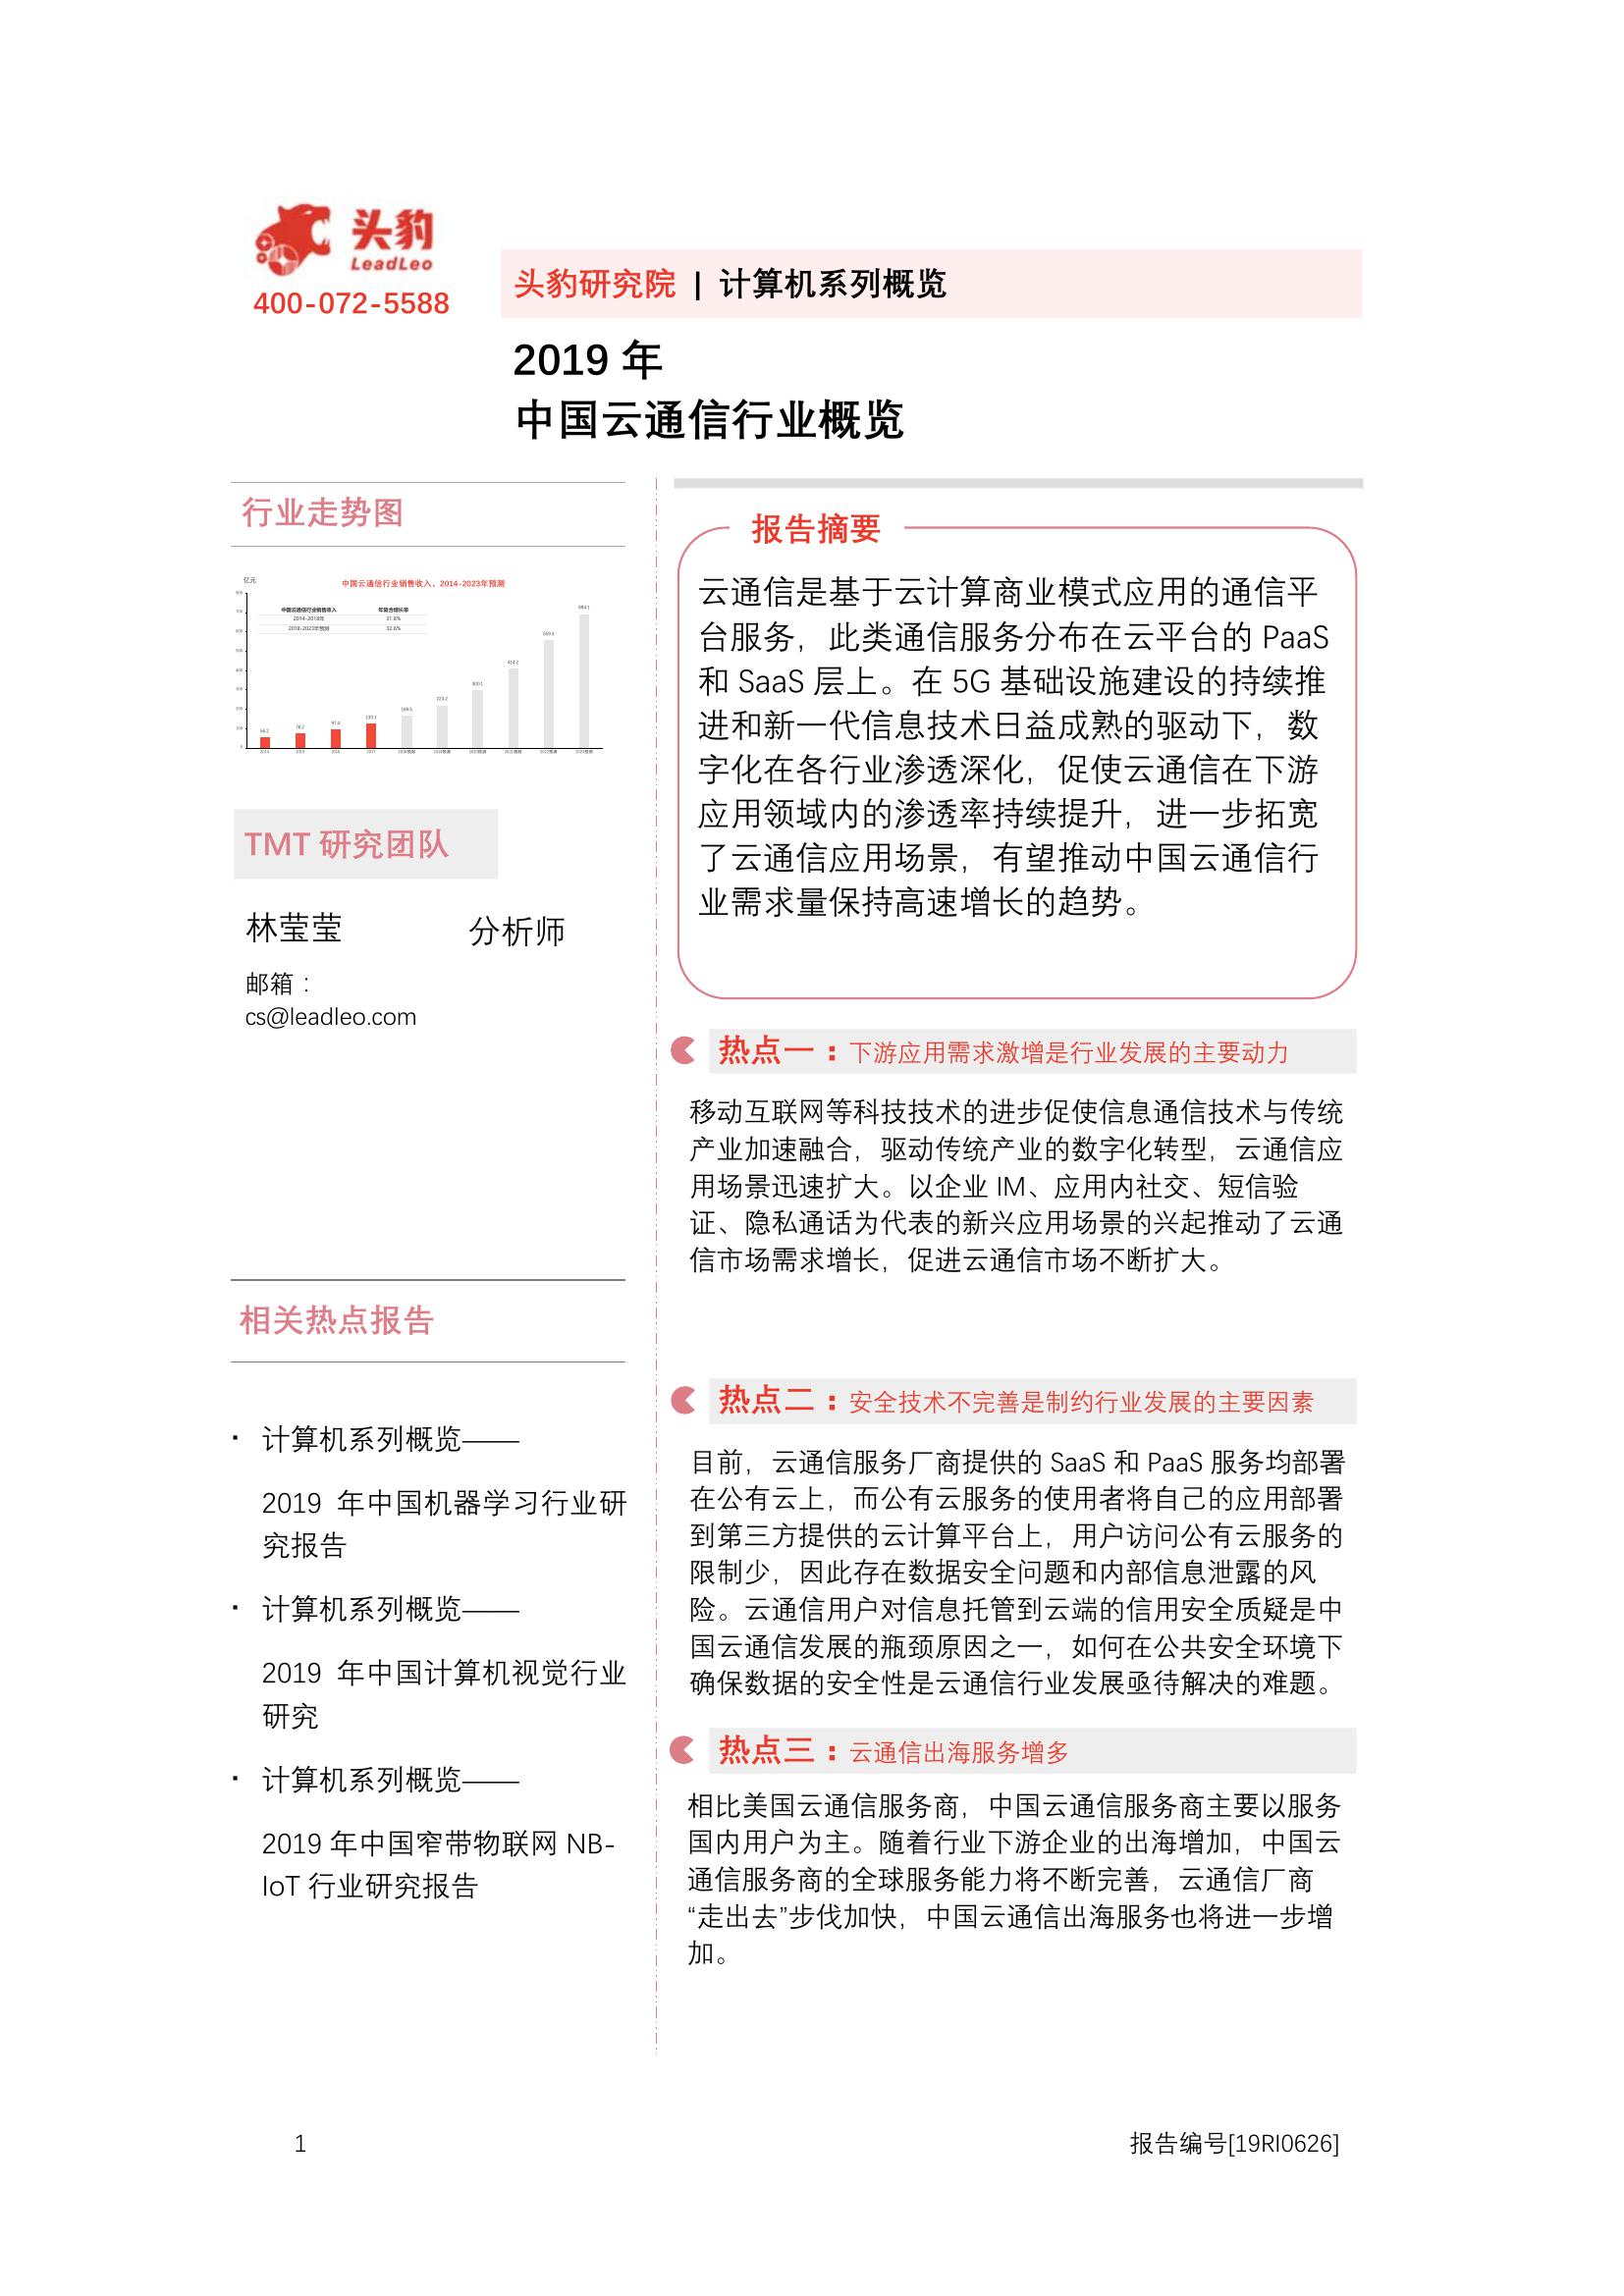 头豹
LeadLeo
400-072-5588
头豹研究院 | 计算机系列概览
2019 年
中国云通信行业概览
行业走势图
亿元
中国云通信行业销售收入，2014-2023年预测
中国云通信行业销售收入 年复合增长率
2014-2018年 31.0%
2018-2023年预测 32.6%
TMT 研究团队
林莹莹 分析师
邮箱：
cs@leadleo.com
相关热点报告
· 计算机系列概览——
2019 年中国机器学习行业研
究报告
· 计算机系列概览——
2019 年中国计算机视觉行业
研究
· 计算机系列概览——
2019 年中国窄带物联网 NB-
IoT 行业研究报告
报告摘要
云通信是基于云计算商业模式应用的通信平
台服务，此类通信服务分布在云平台的 PaaS
和 SaaS 层上。在 5G 基础设施建设的持续推
进和新一代信息技术日益成熟的驱动下，数
字化在各行业渗透深化，促使云通信在下游
应用领域内的渗透率持续提升，进一步拓宽
了云通信应用场景，有望推动中国云通信行
业需求量保持高速增长的趋势。
热点一：下游应用需求激增是行业发展的主要动力
移动互联网等科技技术的进步促使信息通信技术与传统
产业加速融合，驱动传统产业的数字化转型，云通信应
用场景迅速扩大。以企业 IM、应用内社交、短信验
证、隐私通话为代表的新兴应用场景的兴起推动了云通
信市场需求增长，促进云通信市场不断扩大。
热点二：安全技术不完善是制约行业发展的主要因素
目前，云通信服务厂商提供的 SaaS 和 PaaS 服务均部署
在公有云上，而公有云服务的使用者将自己的应用部署
到第三方提供的云计算平台上，用户访问公有云服务的
限制少，因此存在数据安全问题和内部信息泄露的风
险。云通信用户对信息托管到云端的信用安全质疑是中
国云通信发展的瓶颈原因之一，如何在公共安全环境下
确保数据的安全性是云通信行业发展亟待解决的难题。
热点三：云通信出海服务增多
相比美国云通信服务商，中国云通信服务商主要以服务
国内用户为主。随着行业下游企业的出海增加，中国云
通信服务商的全球服务能力将不断完善，云通信厂商
“走出去”步伐加快，中国云通信出海服务也将进一步增
加。
1
报告编号[19RI0626]